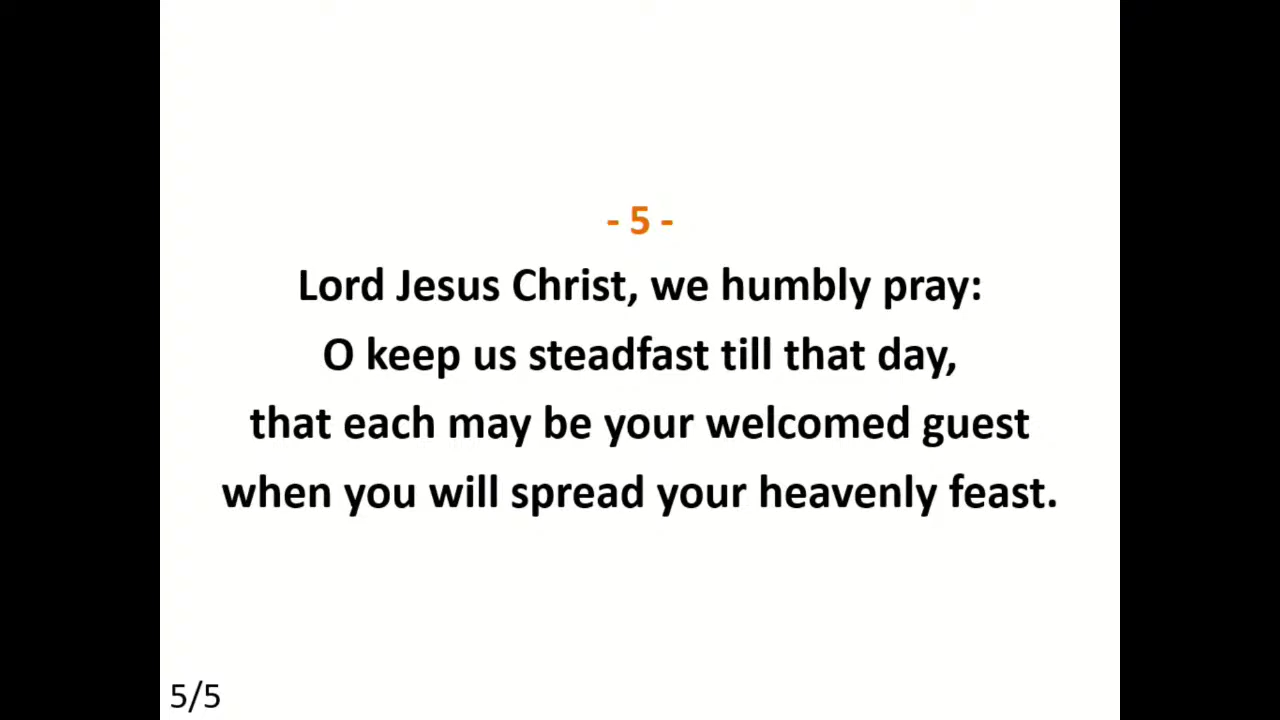 - 5 -
Lord Jesus Christ, we humbly pray:
O keep us steadfast till that day,
that each may be your welcomed guest
when you will spread your heavenly feast.
5/5